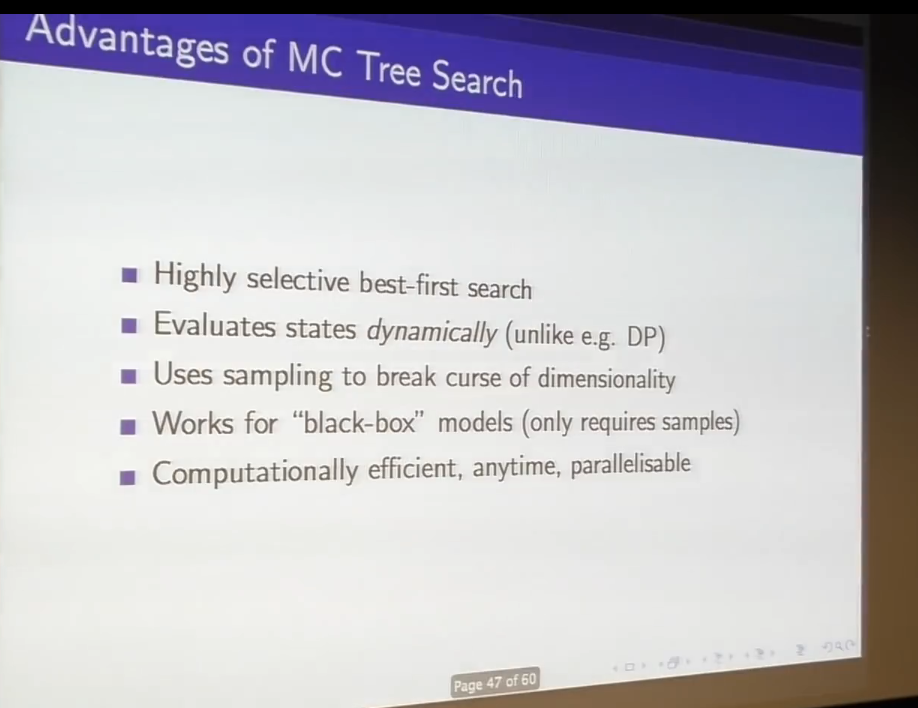 Advantages of MC Tree Search
Highly selective best-first search
Evaluates states dynamically (unlike e.g. DP)
Uses sampling to break curse of dimensionality
Works for “black-box” models (only requires samples)
Computationally efficient, anytime, parallelisable
Page 47 of 60